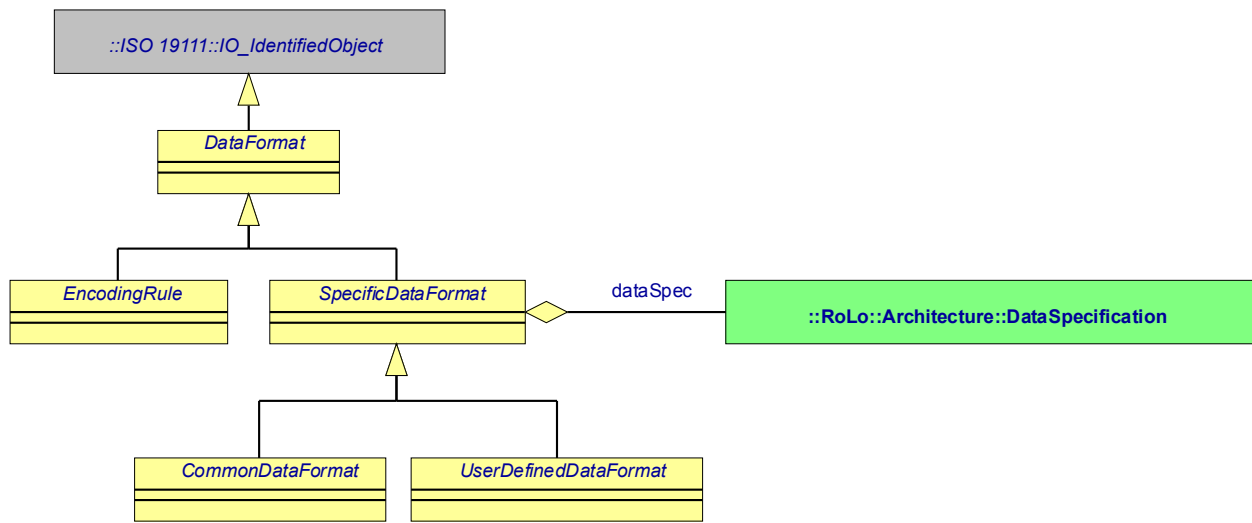 ::ISO 19111::IO_IdentifiedObject
DataFormat
EncodingRule
SpecificDataFormat
dataSpec
::RoLo::Architecture::DataSpecification
CommonDataFormat
UserDefinedDataFormat